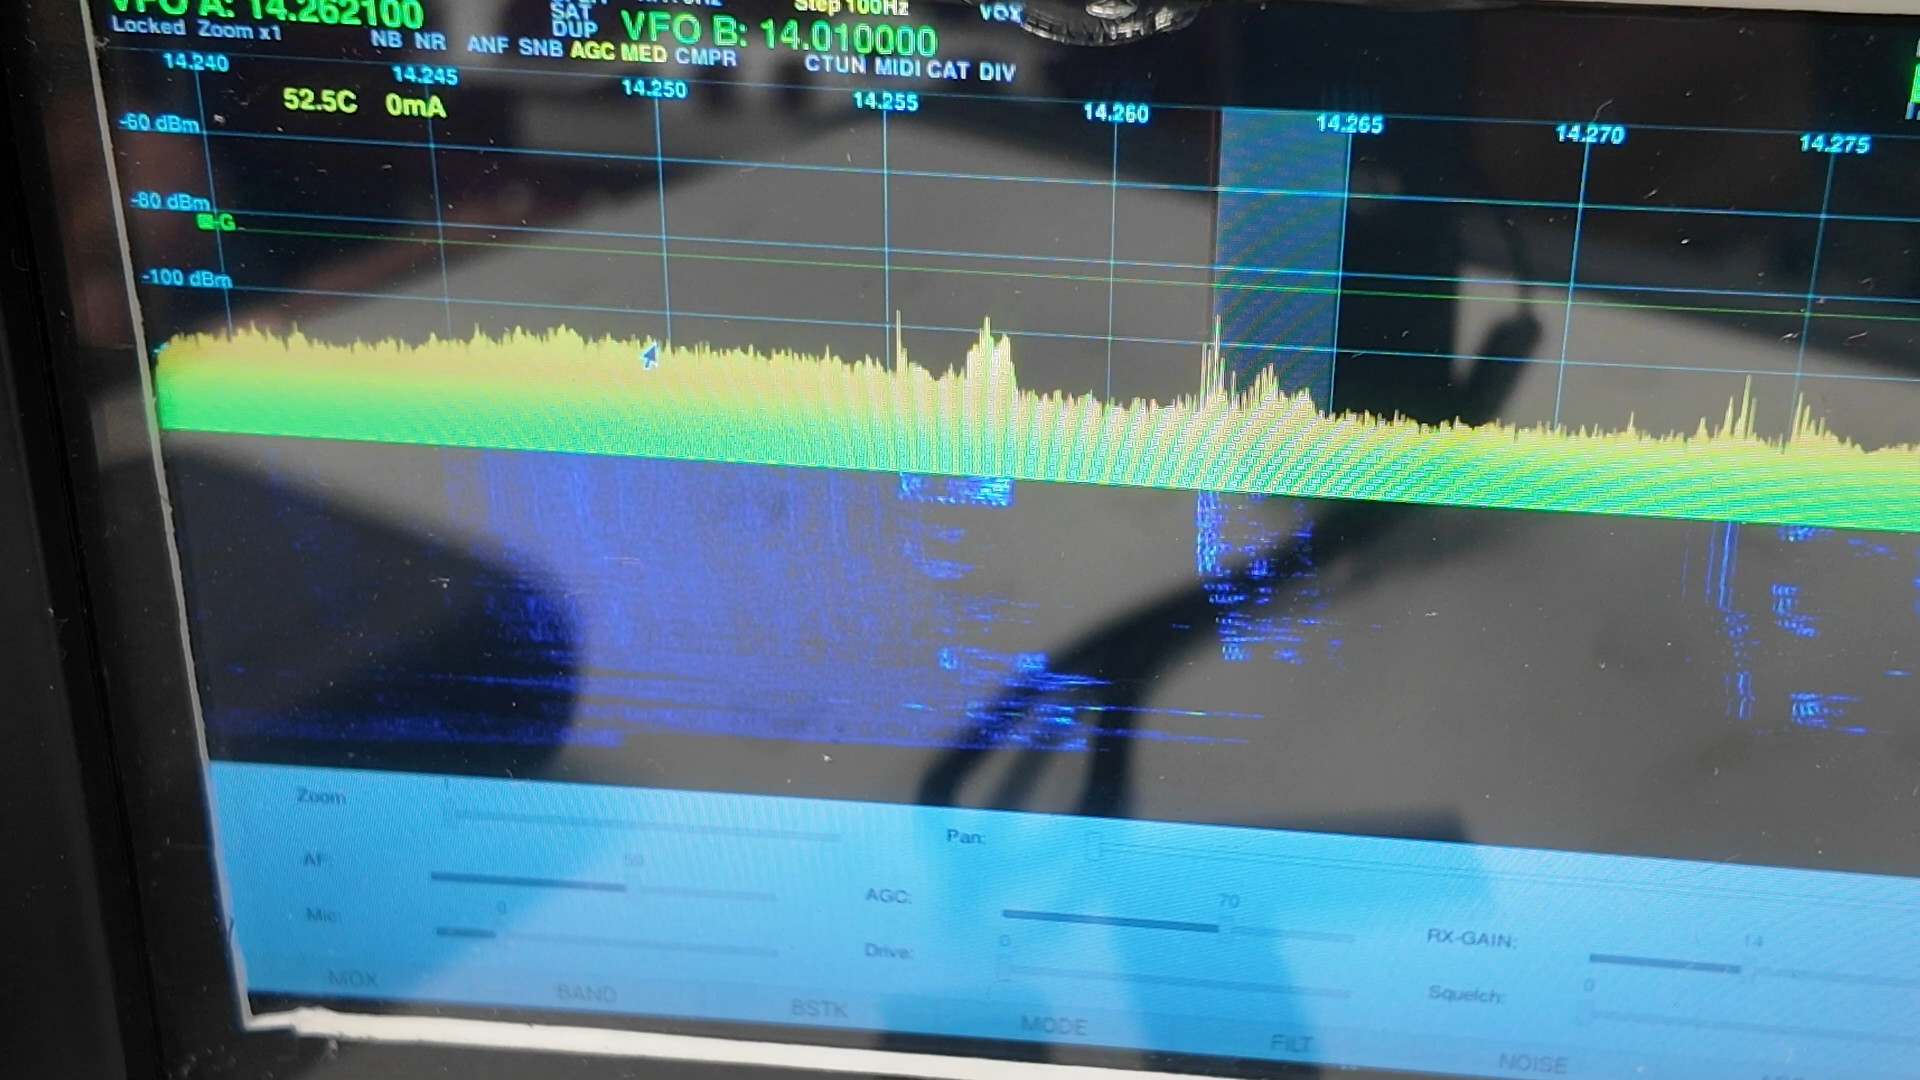 VFO A: 14.262100
Step 100Hz
VOX
SAT
DUP
VFO B: 14.010000
Locked Zoom x1
NB NR ANF SNB AGC MED CMPR
CTUN MIDI CAT DIV
14.240 14.245 14.250 14.255 14.260 14.265 14.270 14.275
52.5C 0mA
-60 dBm
-80 dBm
-G
-100 dBm
Zoom
Pan:
AF: 50
AGC: 70
Mic: 0
RX-GAIN: 14
Drive: 0
Squelch: 0
MOX BAND BSTK MODE FILT NOISE